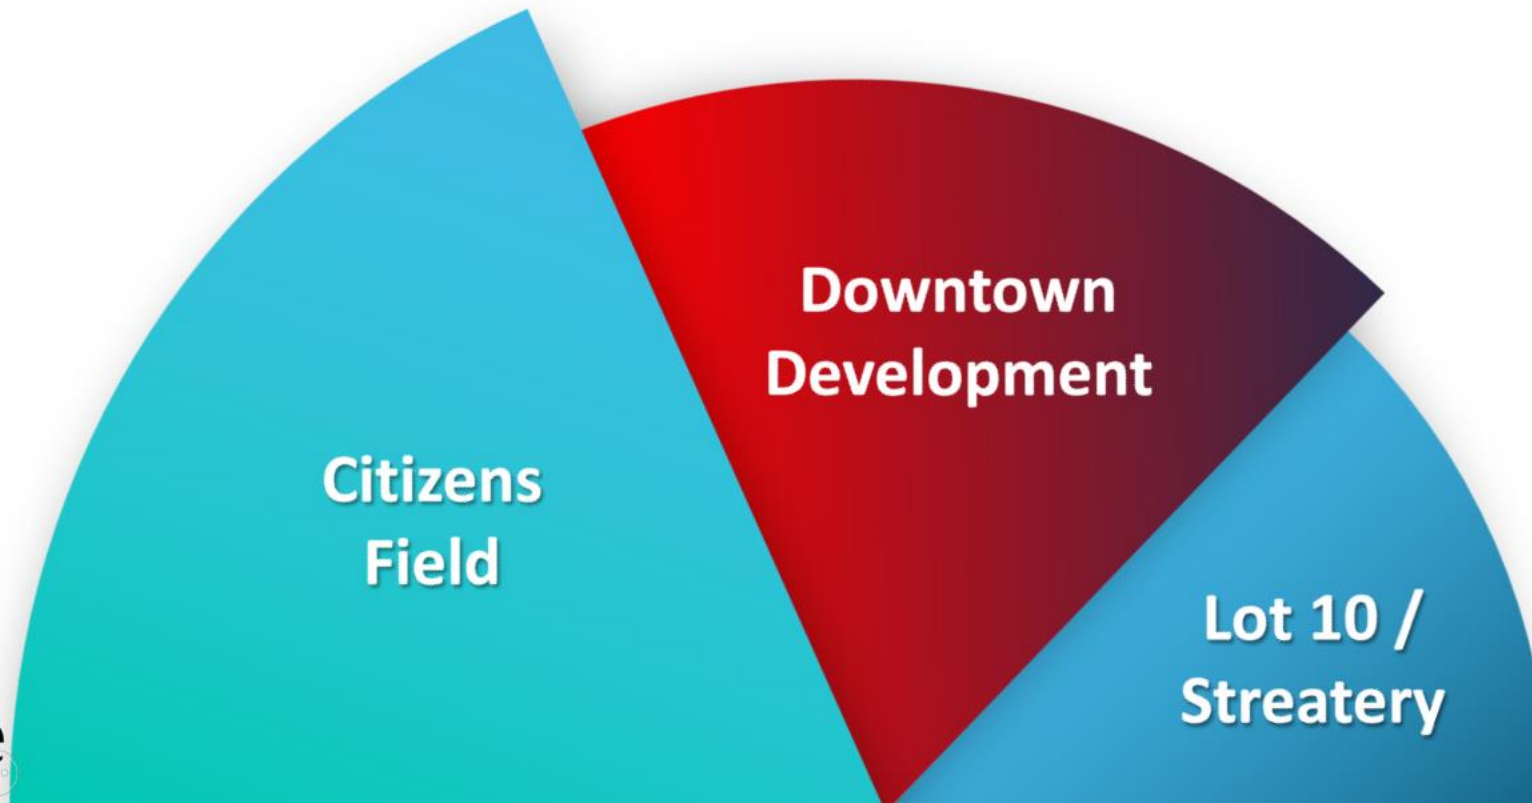 Downtown
Development
Citizens
Field
Lot 10 /
Streatery
e